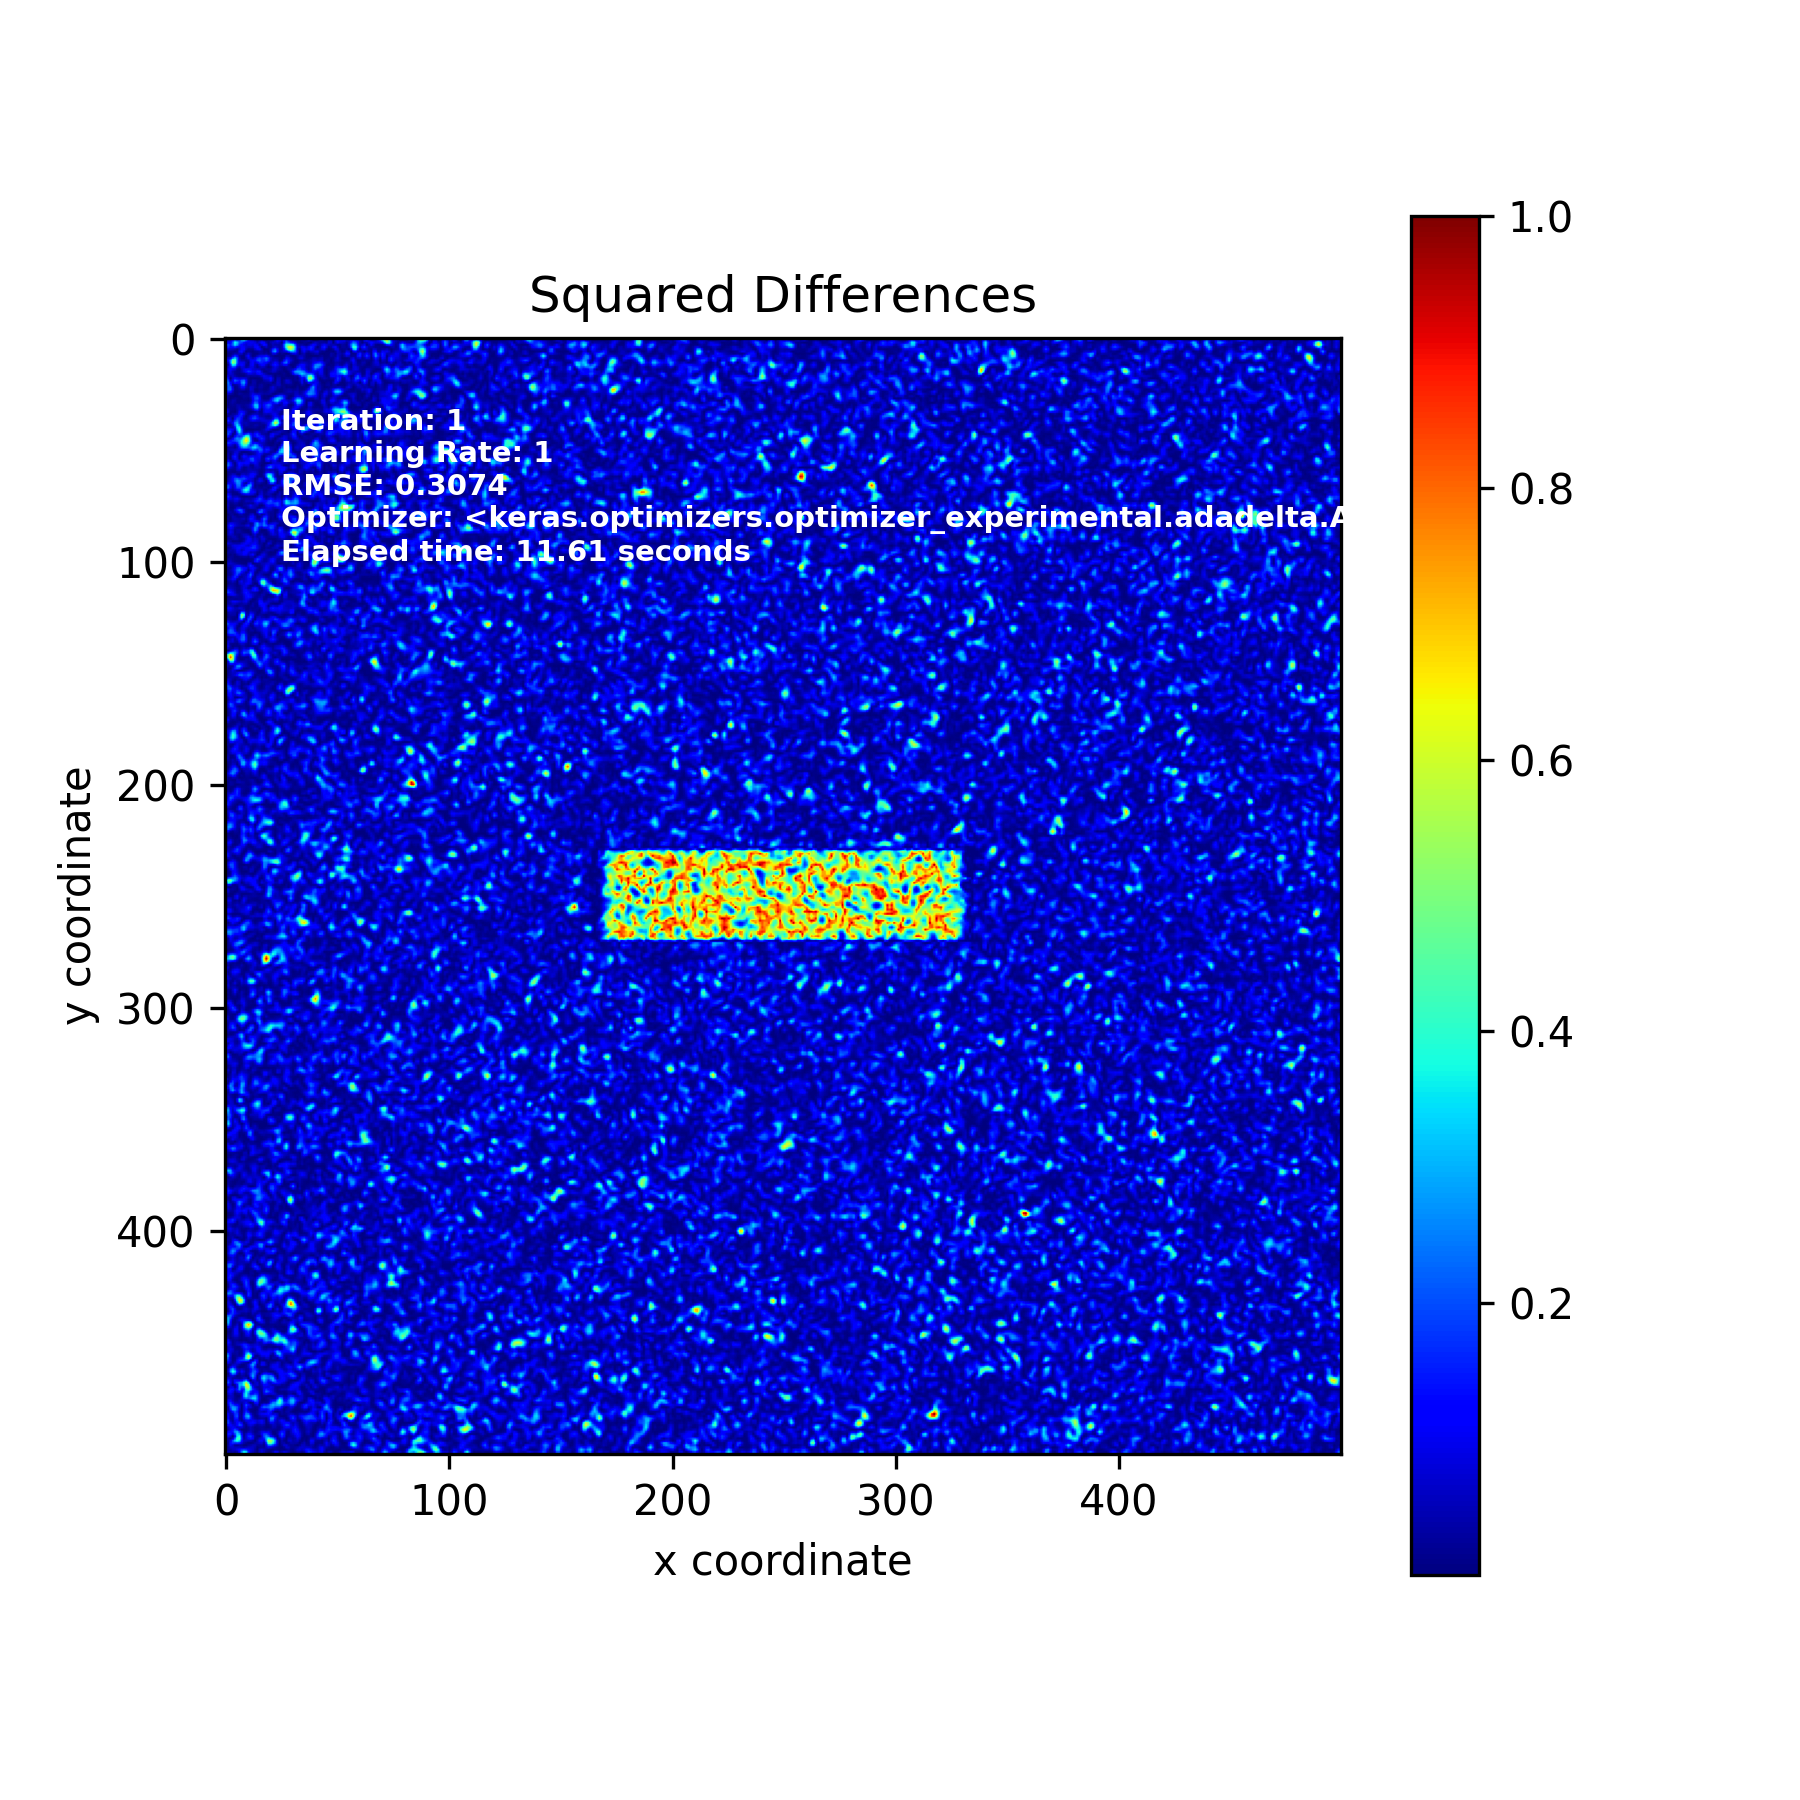 Squared Differences
Iteration: 1
Learning Rate: 1
RMSE: 0.3074
Optimizer: <keras.optimizers.optimizer_experimental.adadelta.A
Elapsed time: 11.61 seconds
0
100
200
300
400
y coordinate
0 100 200 300 400
x coordinate
1.0
0.8
0.6
0.4
0.2